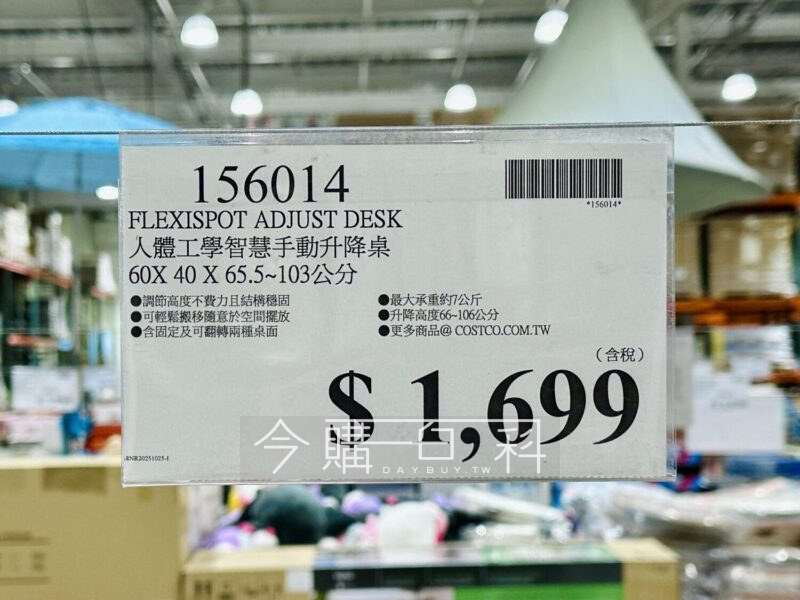 156014
*156014*
FLEXISPOT ADJUST DESK
人體工學智慧手動升降桌
60X 40 X 65.5~103公分
●調節高度不費力且結構穩固
●可輕鬆搬移隨意於空間擺放
●含固定及可翻轉兩種桌面
●最大承重約7公斤
●升降高度66~106公分
●更多商品@ COSTCO.COM.TW
(含稅)
$ 1,699
今購百科
DAYBUY.TW